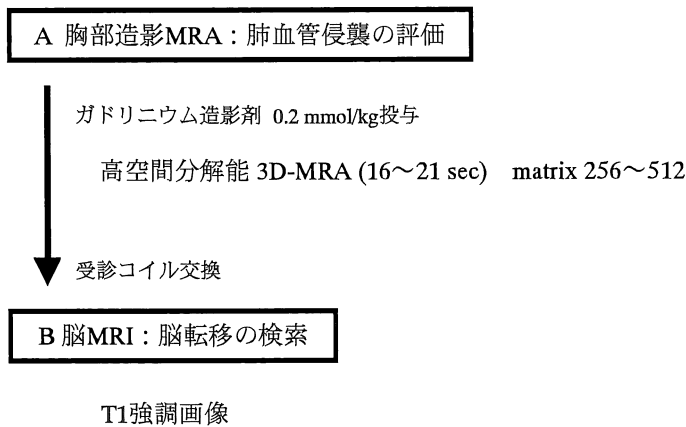 A 胸部造影MRA：肺血管侵襲の評価
ガドリニウム造影剤 0.2 mmol/kg投与
高空間分解能 3D-MRA (16〜21 sec) matrix 256〜512
受診コイル交換
B 脳MRI：脳転移の検索
T1強調画像